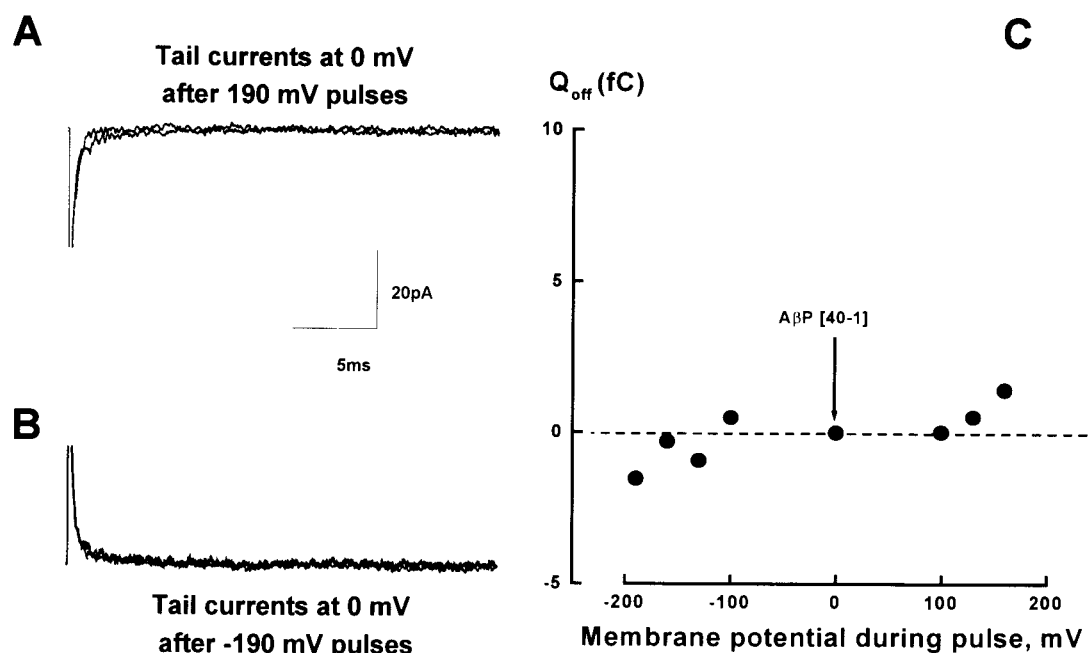 A
Tail currents at 0 mV
after 190 mV pulses
20pA
5ms
B
Tail currents at 0 mV
after -190 mV pulses
C
Qoff (fC)
10
5
0
-5
AβP [40-1]
-200 -100 0 100 200
Membrane potential during pulse, mV